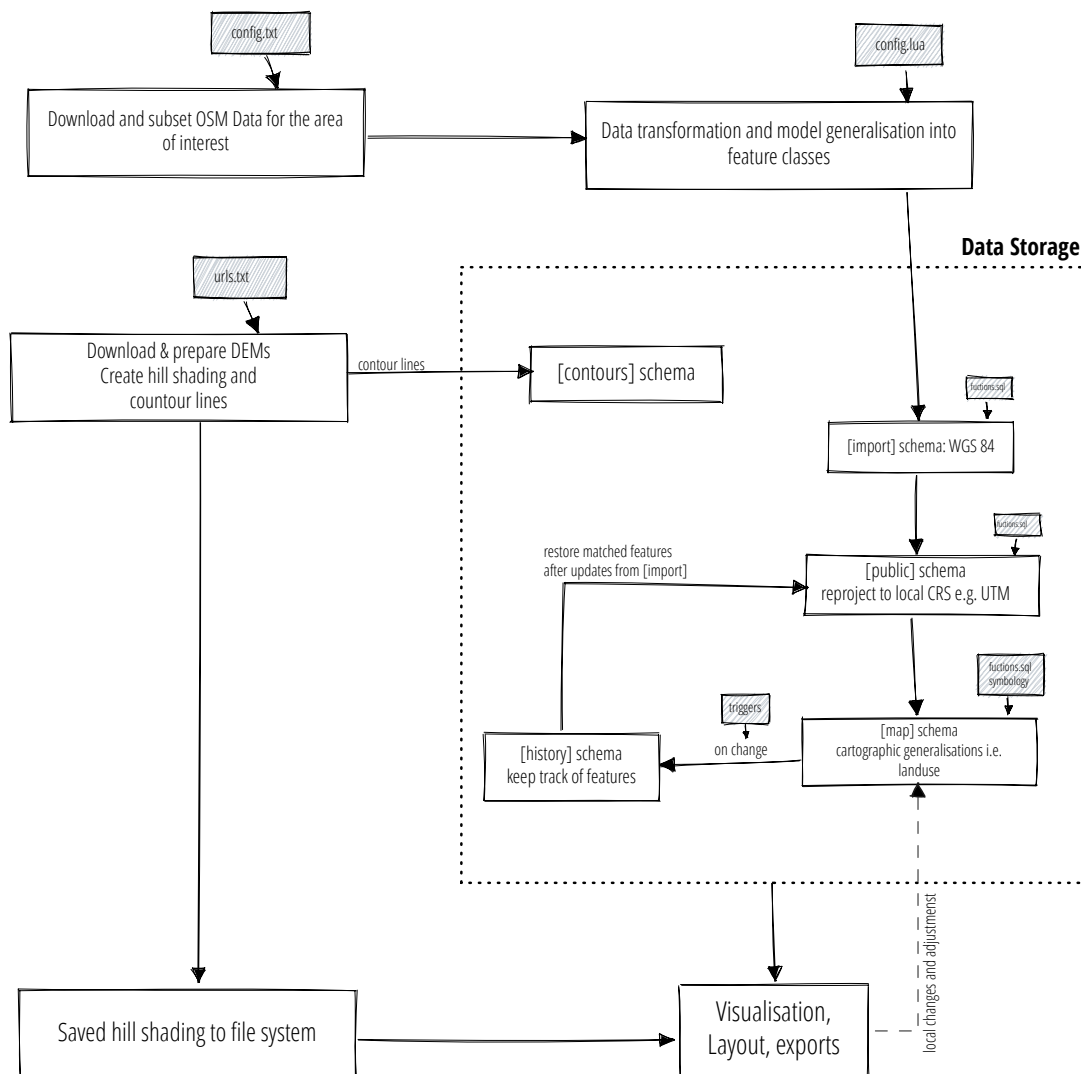 config.txt
config.lua
Download and subset OSM Data for the area
of interest
Data transformation and model generalisation into
feature classes
Data Storage
urls.txt
Download & prepare DEMs
Create hill shading and
countour lines
contour lines
[contours] schema
fuctions.sql
[import] schema: WGS 84
fuctions.sql
restore matched features
after updates from [import]
[public] schema
reproject to local CRS e.g. UTM
fuctions.sql
symbology
triggers
on change
[map] schema
cartographic generalisations i.e.
landuse
[history] schema
keep track of features
local changes and adjustmenst
Saved hill shading to file system
Visualisation,
Layout, exports